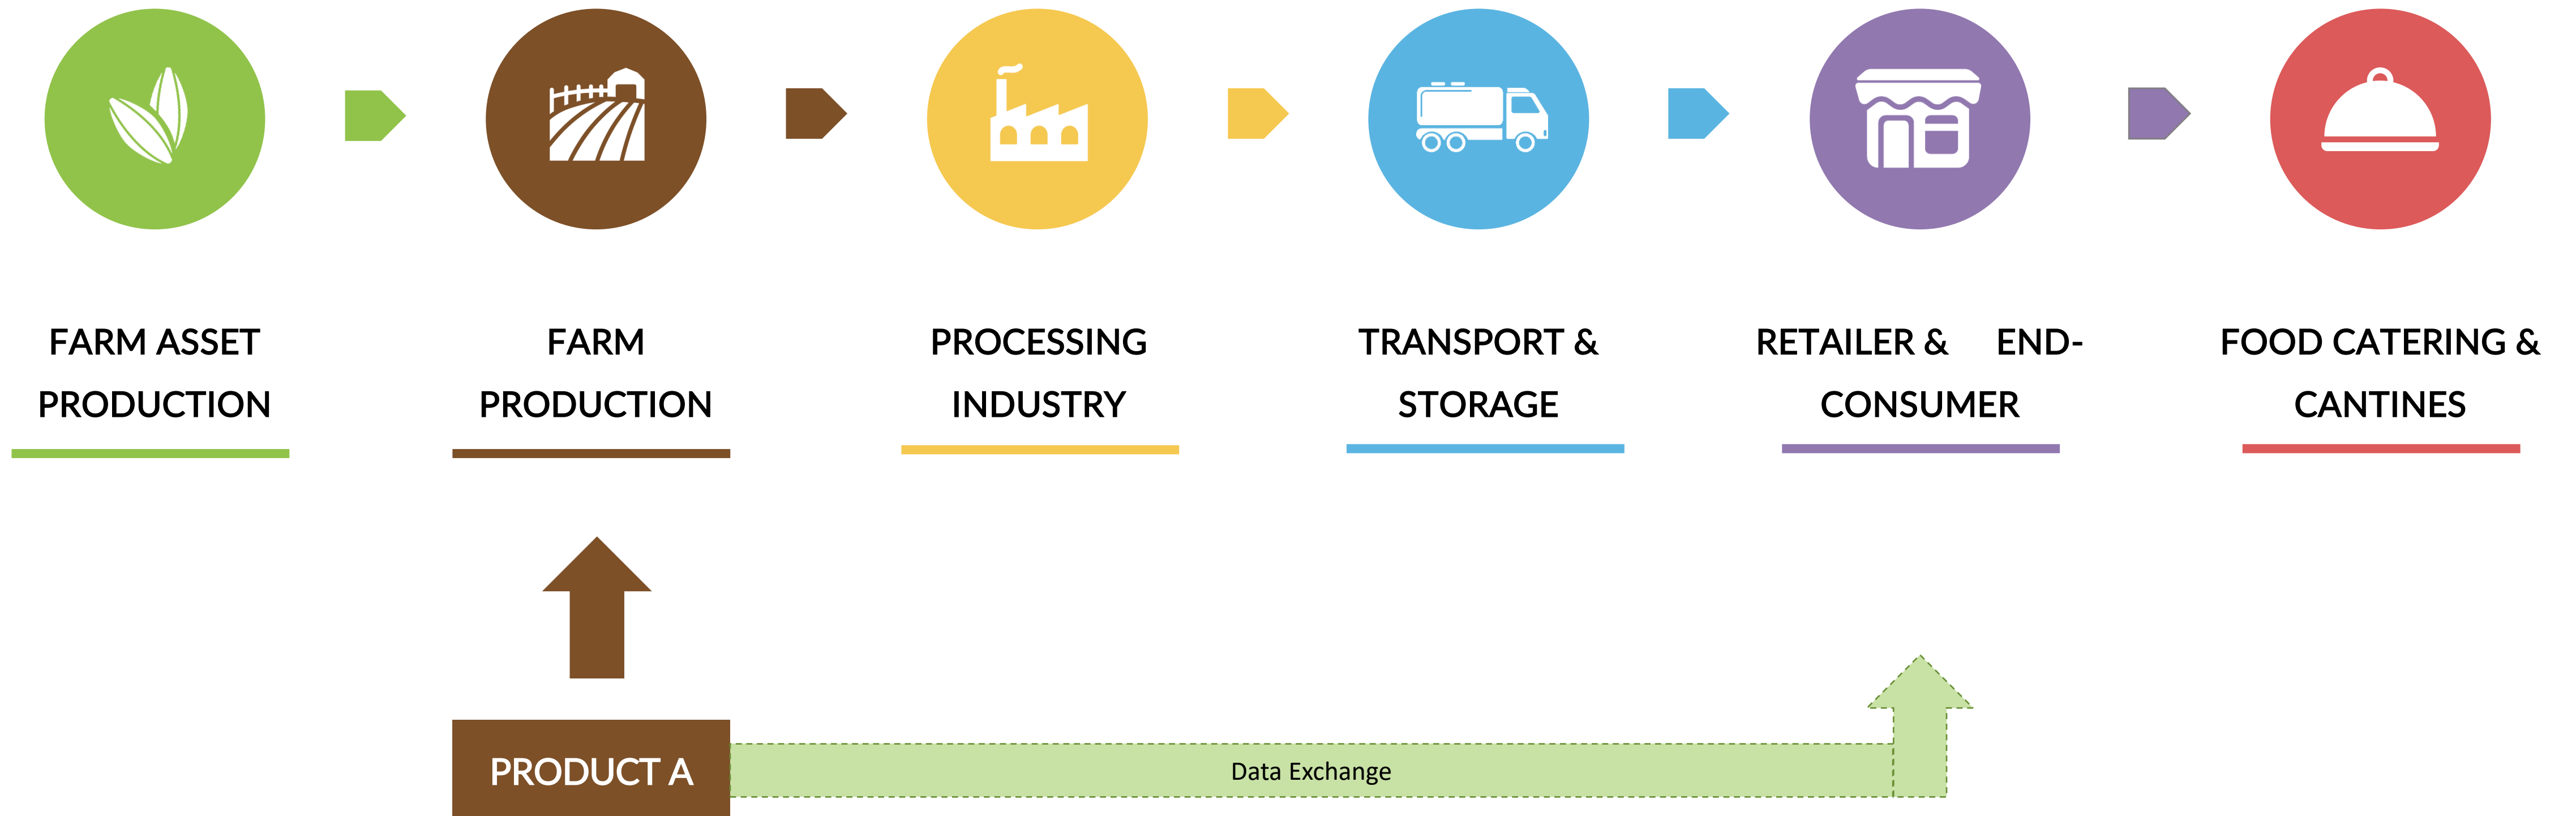 FARM ASSET
PRODUCTION
FARM
PRODUCTION
PROCESSING
INDUSTRY
TRANSPORT &
STORAGE
RETAILER & END-
CONSUMER
FOOD CATERING &
CANTINES
PRODUCT A
Data Exchange